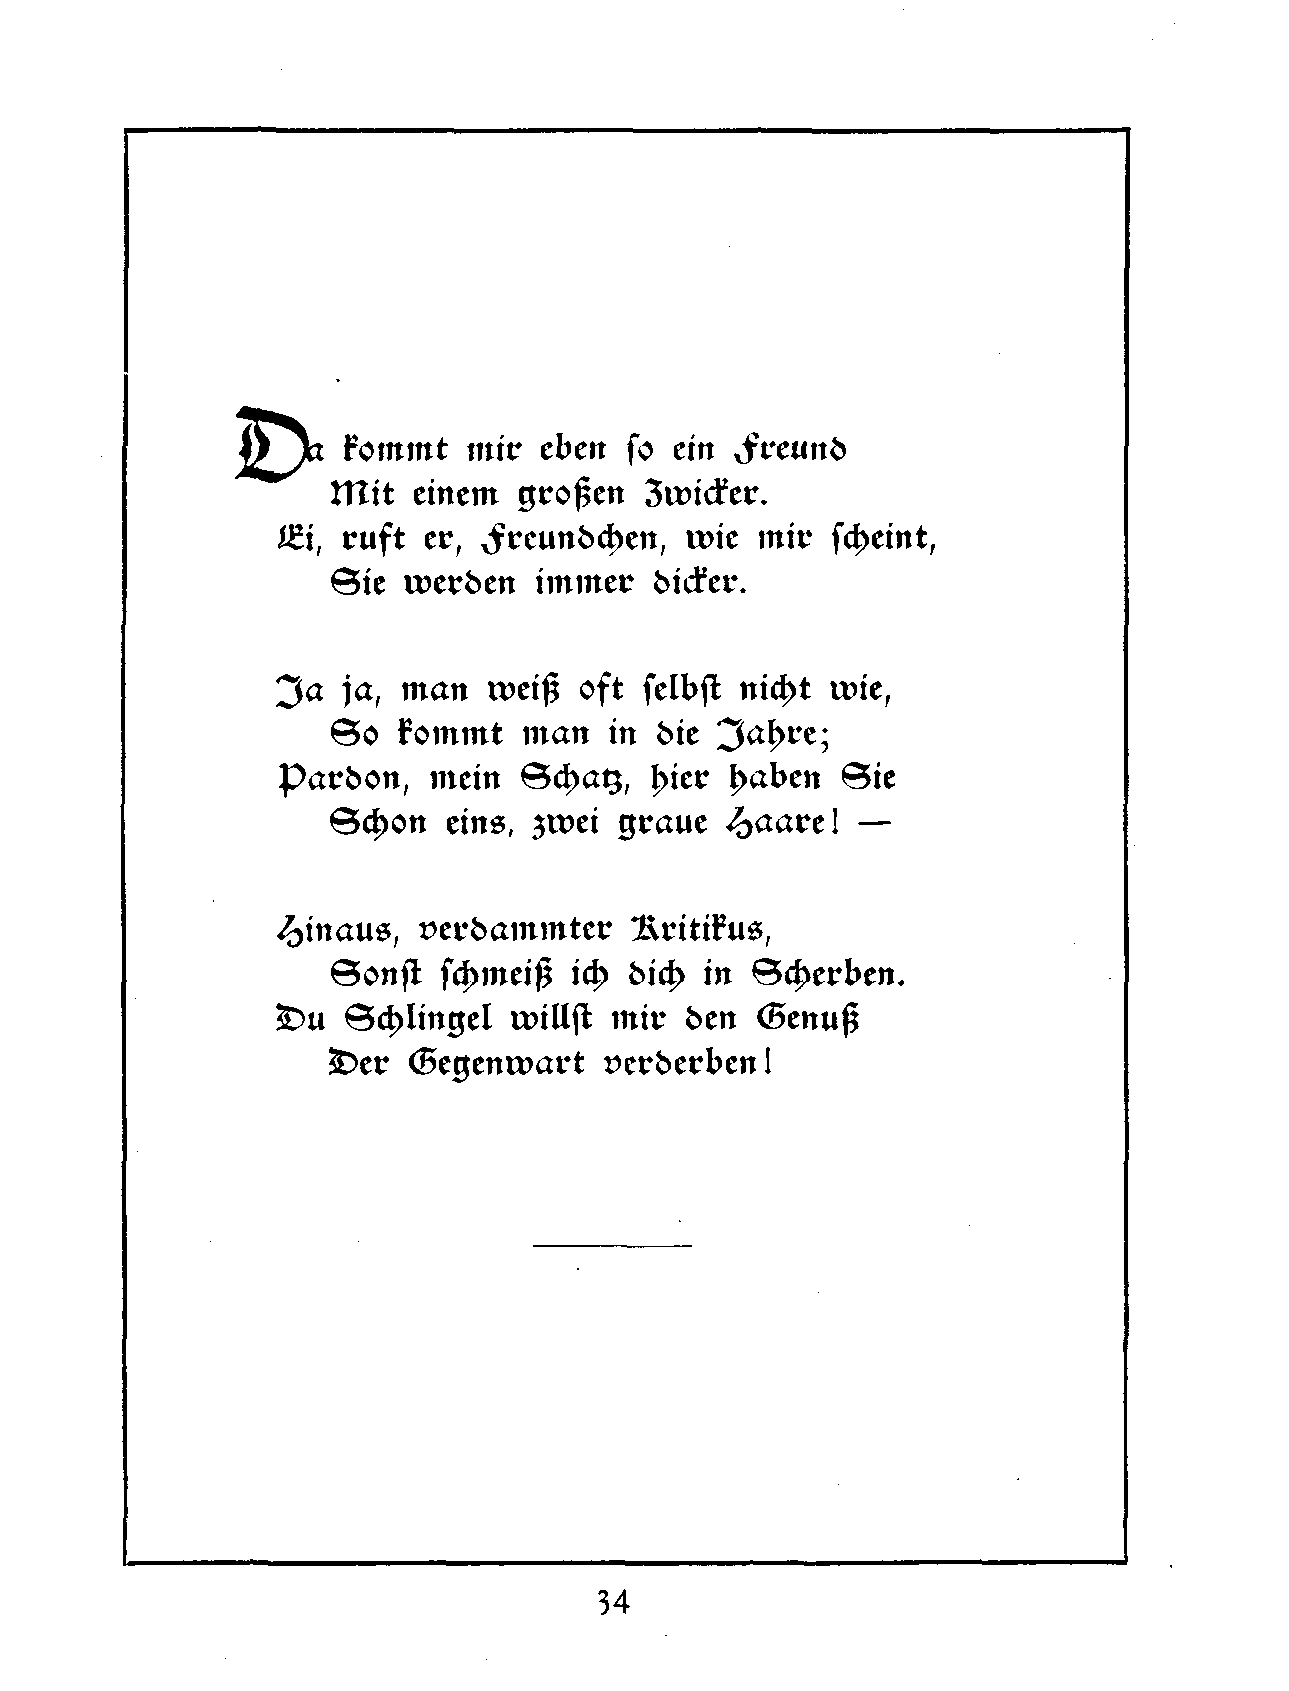 Da kommt mir eben ſo ein Freund
Mit einem großen Zwicker.
Ei, ruft er, Freundchen, wie mir ſcheint,
Sie werden immer dicker.
Ja ja, man weiß oft ſelbſt nicht wie,
So kommt man in die Jahre;
Pardon, mein Schatz, hier haben Sie
Schon eins, zwei graue Haare! —
Hinaus, verdammter Kritikus,
Sonſt ſchmeiß ich dich in Scherben.
Du Schlingel willſt mir den Genuß
Der Gegenwart verderben!
34